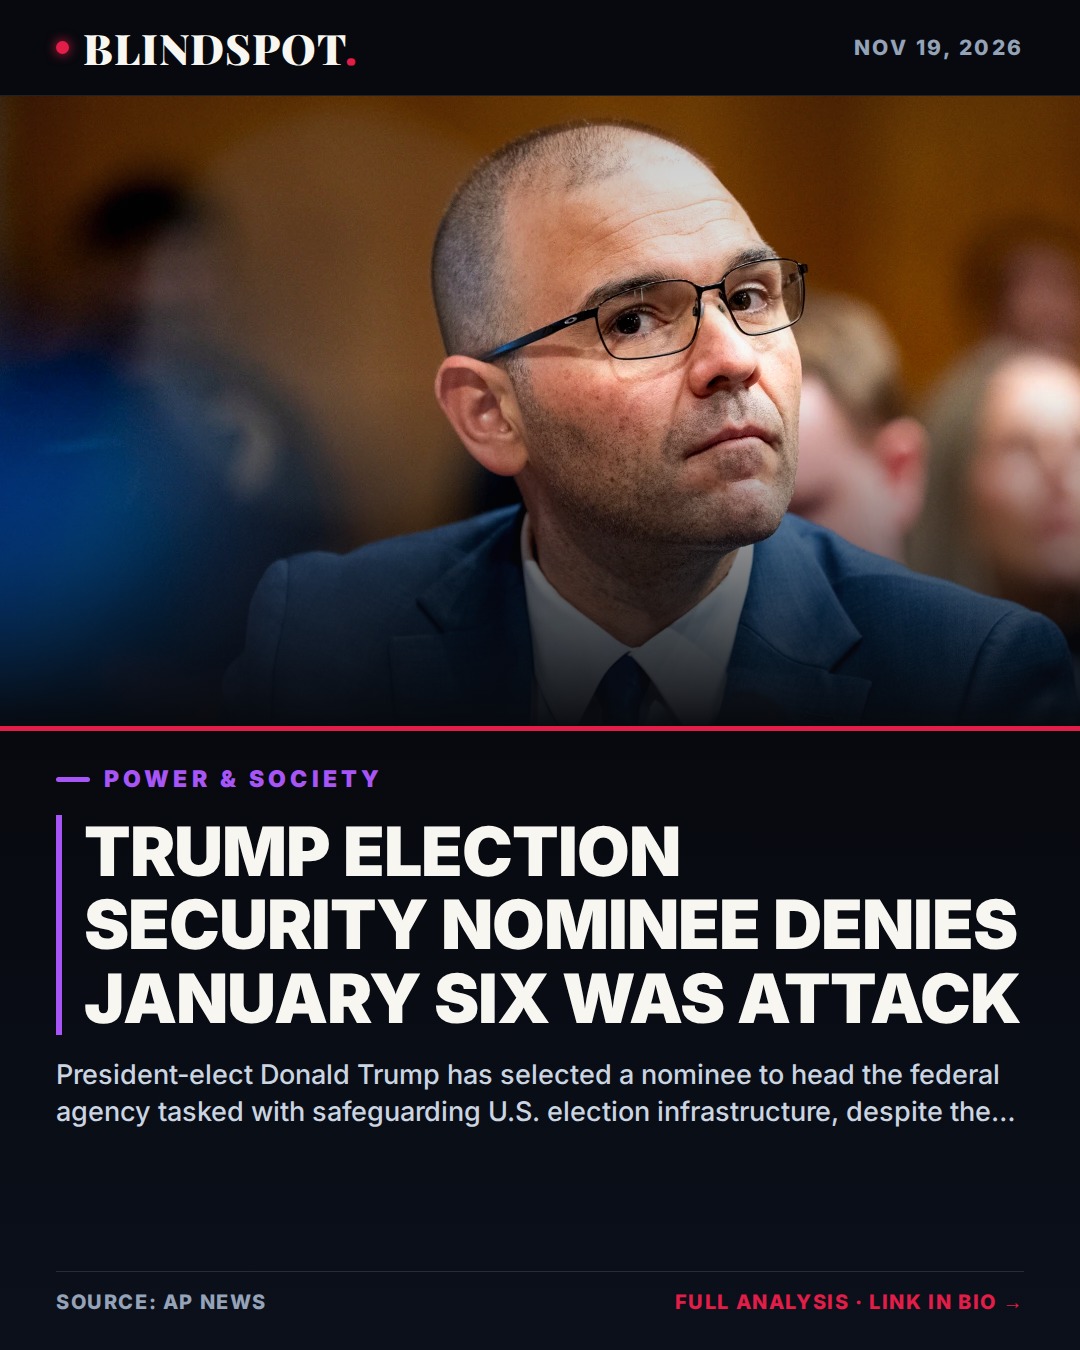 BLINDSPOT.
NOV 19, 2026
POWER & SOCIETY
TRUMP ELECTION
SECURITY NOMINEE DENIES
JANUARY SIX WAS ATTACK
President-elect Donald Trump has selected a nominee to head the federal
agency tasked with safeguarding U.S. election infrastructure, despite the...
SOURCE: AP NEWS
FULL ANALYSIS · LINK IN BIO →